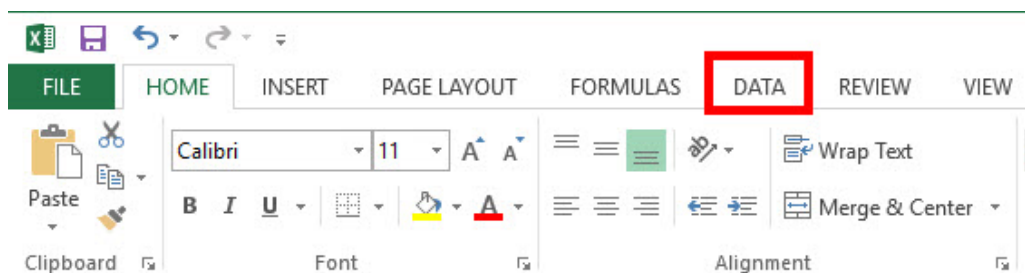 FILE HOME INSERT PAGE LAYOUT FORMULAS DATA REVIEW VIEW
Calibri 11 A A Wrap Text
Paste B I U A Merge & Center
Clipboard Font Alignment